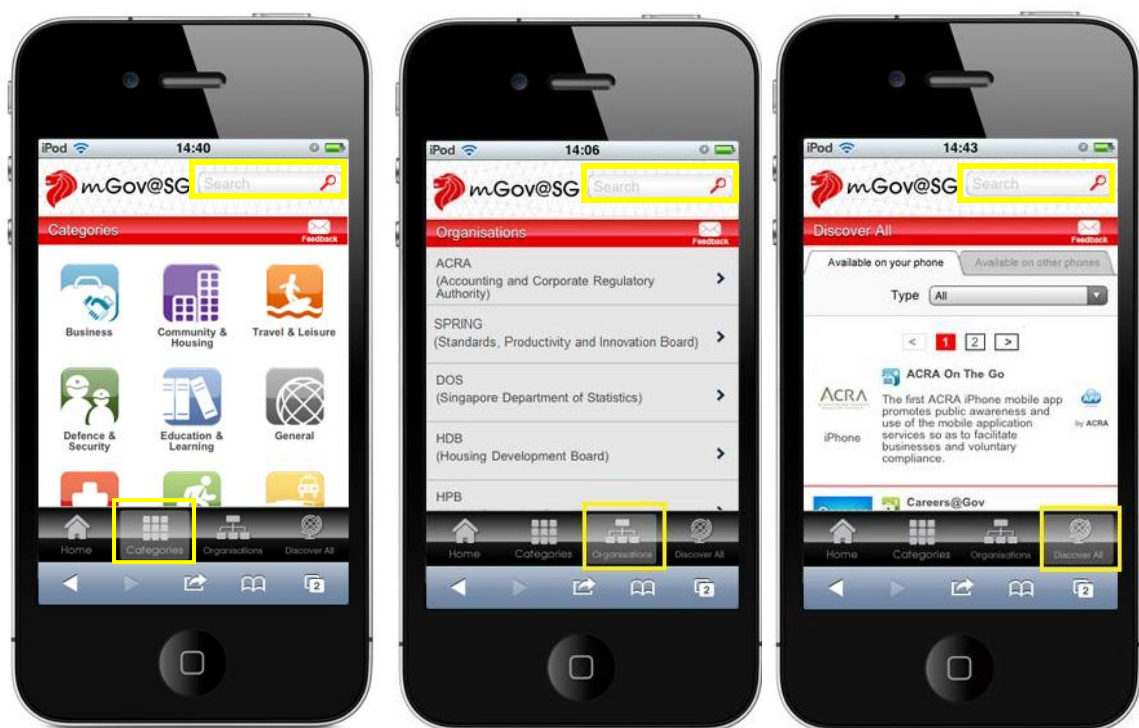 iPod
14:40
mGov@SG
Search
Categories
Feedback
Business
Community &
Housing
Travel & Leisure
Defence &
Security
Education &
Learning
General
Home
Categories
Organisations
Discover All
2
iPod
14:06
mGov@SG
Search
Organisations
Feedback
ACRA
(Accounting and Corporate Regulatory
Authority)
SPRING
(Standards, Productivity and Innovation Board)
DOS
(Singapore Department of Statistics)
HDB
(Housing Development Board)
HPB
Home
Categories
Organisations
Discover All
2
iPod
14:43
mGov@SG
Search
Discover All
Feedback
Available on your phone
Available on other phones
Type
All
<
1
2
>
ACRA On The Go
ACRA
The first ACRA iPhone mobile app
promotes public awareness and
use of the mobile application
services so as to facilitate
businesses and voluntary
compliance.
APP
by ACRA
iPhone
Careers@Gov
Home
Categories
Organisations
Discover All
2